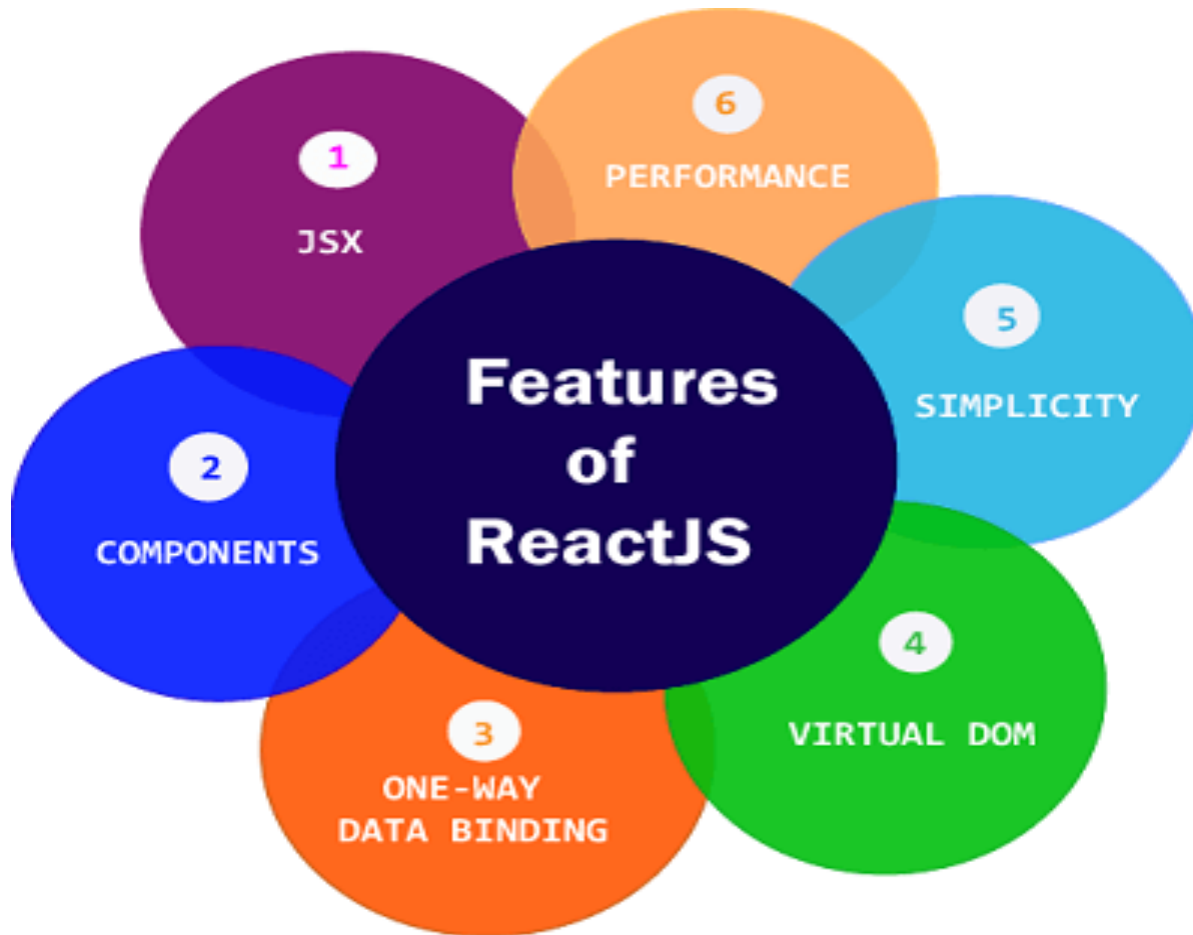 Features
of
ReactJS
1
JSX
2
COMPONENTS
3
ONE-WAY
DATA BINDING
4
VIRTUAL DOM
5
SIMPLICITY
6
PERFORMANCE